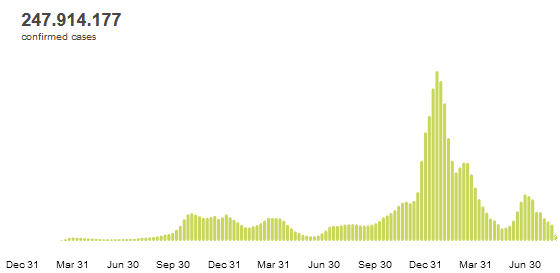 247.914.177
confirmed cases
Dec 31 Mar 31 Jun 30 Sep 30 Dec 31 Mar 31 Jun 30 Sep 30 Dec 31 Mar 31 Jun 30